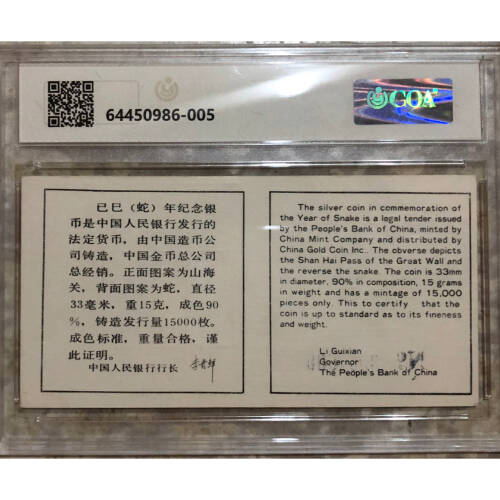 64450986-005
GOA
已巳（蛇）年纪念银
币是中国人民银行发行的
法定货币，由中国造币公
司铸造，中国金币总公司
总经销。正面图案为山海
关，背面图案为蛇，直径
33毫米，重15克，成色90
%，铸造发行量15000枚。
成色标准，重量合格，谨
此证明。
中国人民银行行长
The silver coin in commemoration of
the Year of Snake is a legal tender issued
by the People's Bank of China, minted by
China Mint Company and distributed by
China Gold Coin Inc.. The obverse depicts
the Shan Hai Pass of the Great Wall and
the reverse the snake. The coin is 33mm
in diameter, 90% in composition, 15 grams
in weight and has a mintage of 15,000
pieces only. This to certify that the
coin is up to standard as to its fineness
and weight.
Li Guixian
Governor
The People's Bank of China